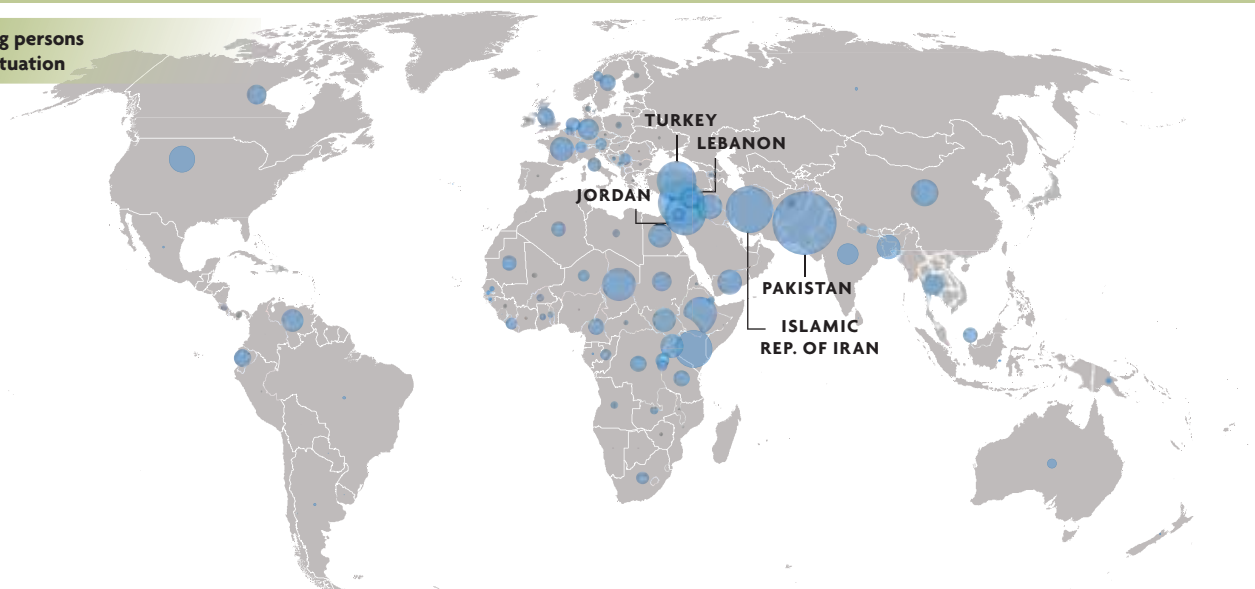 g persons
tuation
TURKEY
LEBANON
JORDAN
PAKISTAN
ISLAMIC
REP. OF IRAN